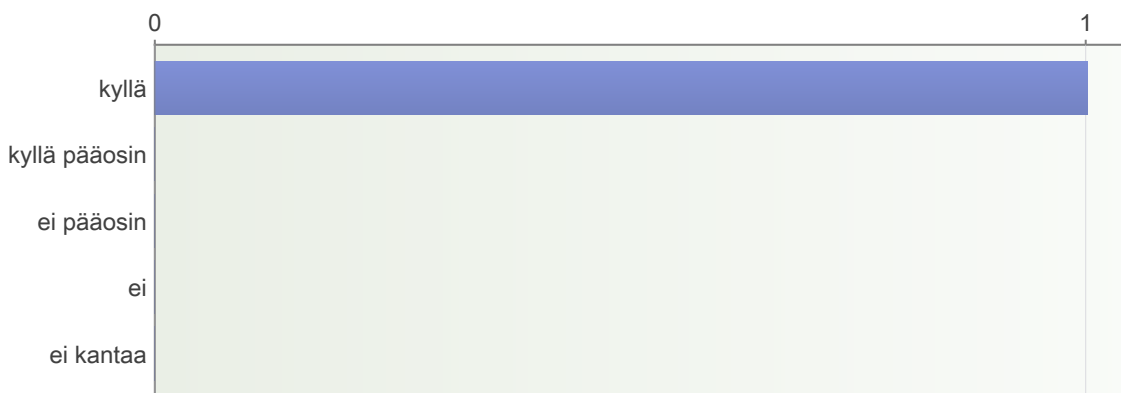 0 1
kyllä
kyllä pääosin
ei pääosin
ei
ei kantaa